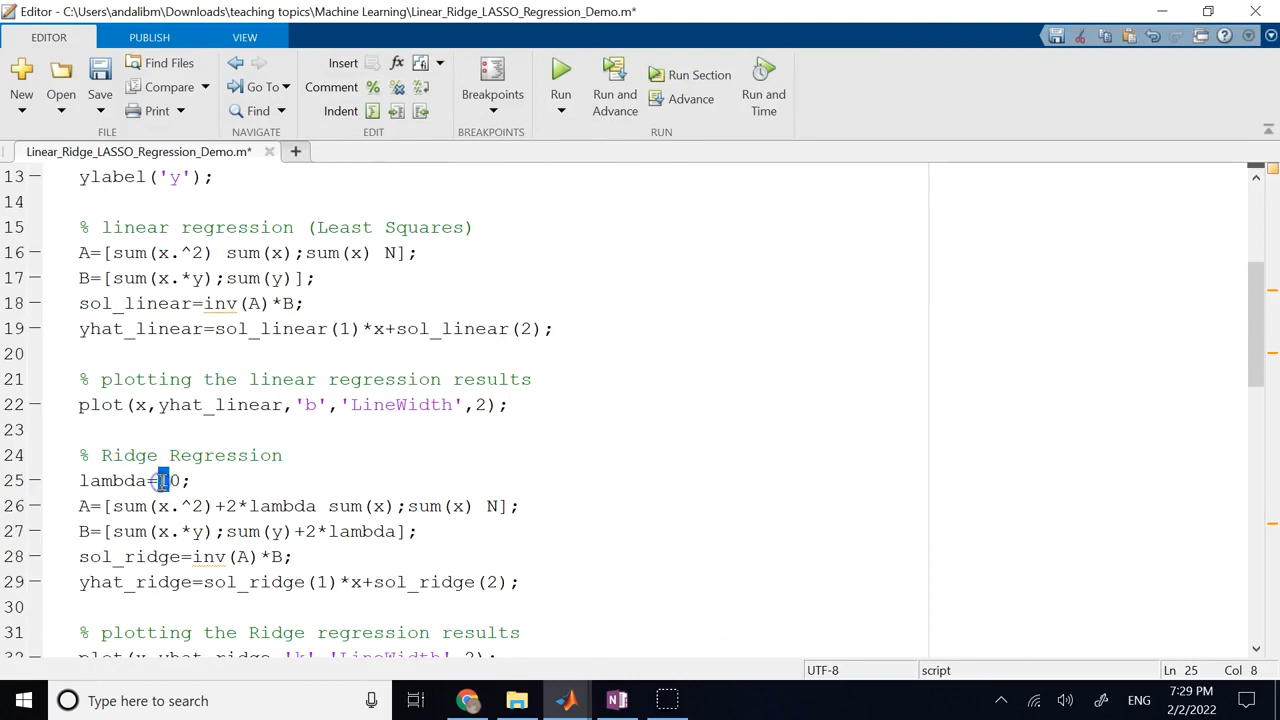 Editor - C:\Users\andalibm\Downloads\teaching topics\Machine Learning\Linear_Ridge_LASSO_Regression_Demo.m*
EDITOR PUBLISH VIEW
New Open Save Find Files Compare Print
FILE
Go To Find
NAVIGATE
Insert fx
Comment
Indent
EDIT
Breakpoints
BREAKPOINTS
Run Run and Advance Run Section Advance Run and Time
RUN
Linear_Ridge_LASSO_Regression_Demo.m*
13 ylabel('y');
14
15 % linear regression (Least Squares)
16 A=[sum(x.^2) sum(x);sum(x) N];
17 B=[sum(x.*y);sum(y)];
18 sol_linear=inv(A)*B;
19 yhat_linear=sol_linear(1)*x+sol_linear(2);
20
21 % plotting the linear regression results
22 plot(x,yhat_linear,'b','LineWidth',2);
23
24 % Ridge Regression
25 lambda=10;
26 A=[sum(x.^2)+2*lambda sum(x);sum(x) N];
27 B=[sum(x.*y);sum(y)+2*lambda];
28 sol_ridge=inv(A)*B;
29 yhat_ridge=sol_ridge(1)*x+sol_ridge(2);
30
31 % plotting the Ridge regression results
32 plot(x,yhat_ridge,'k','LineWidth',2);
UTF-8 script Ln 25 Col 8
Type here to search
ENG
7:29 PM
2/2/2022